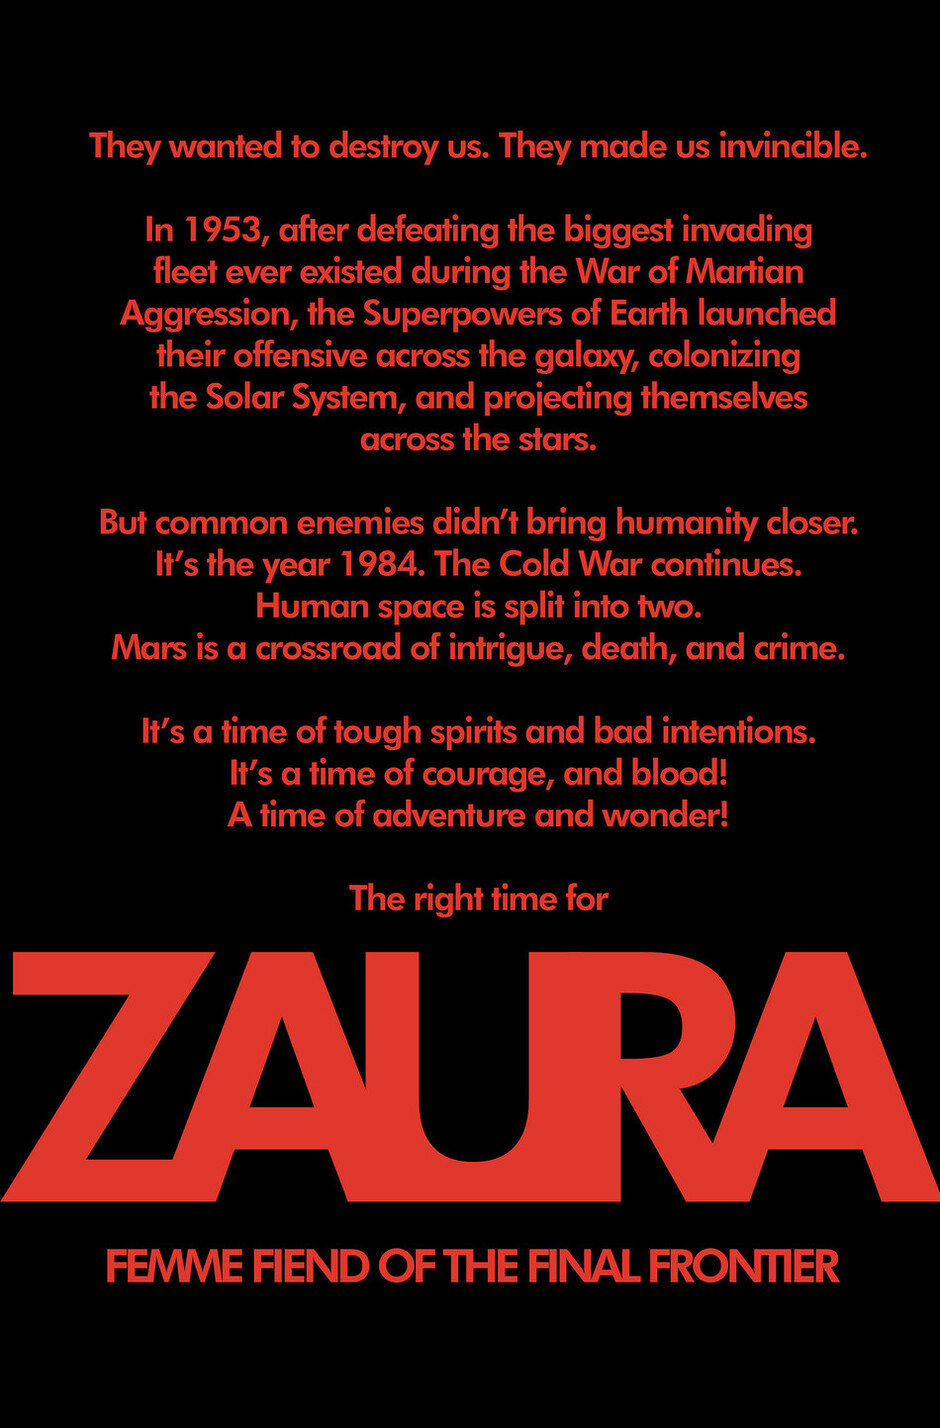 They wanted to destroy us. They made us invincible.
In 1953, after defeating the biggest invading
fleet ever existed during the War of Martian
Aggression, the Superpowers of Earth launched
their offensive across the galaxy, colonizing
the Solar System, and projecting themselves
across the stars.
But common enemies didn’t bring humanity closer.
It’s the year 1984. The Cold War continues.
Human space is split into two.
Mars is a crossroad of intrigue, death, and crime.
It’s a time of tough spirits and bad intentions.
It’s a time of courage, and blood!
A time of adventure and wonder!
The right time for
ZAURA
FEMME FIEND OF THE FINAL FRONTIER